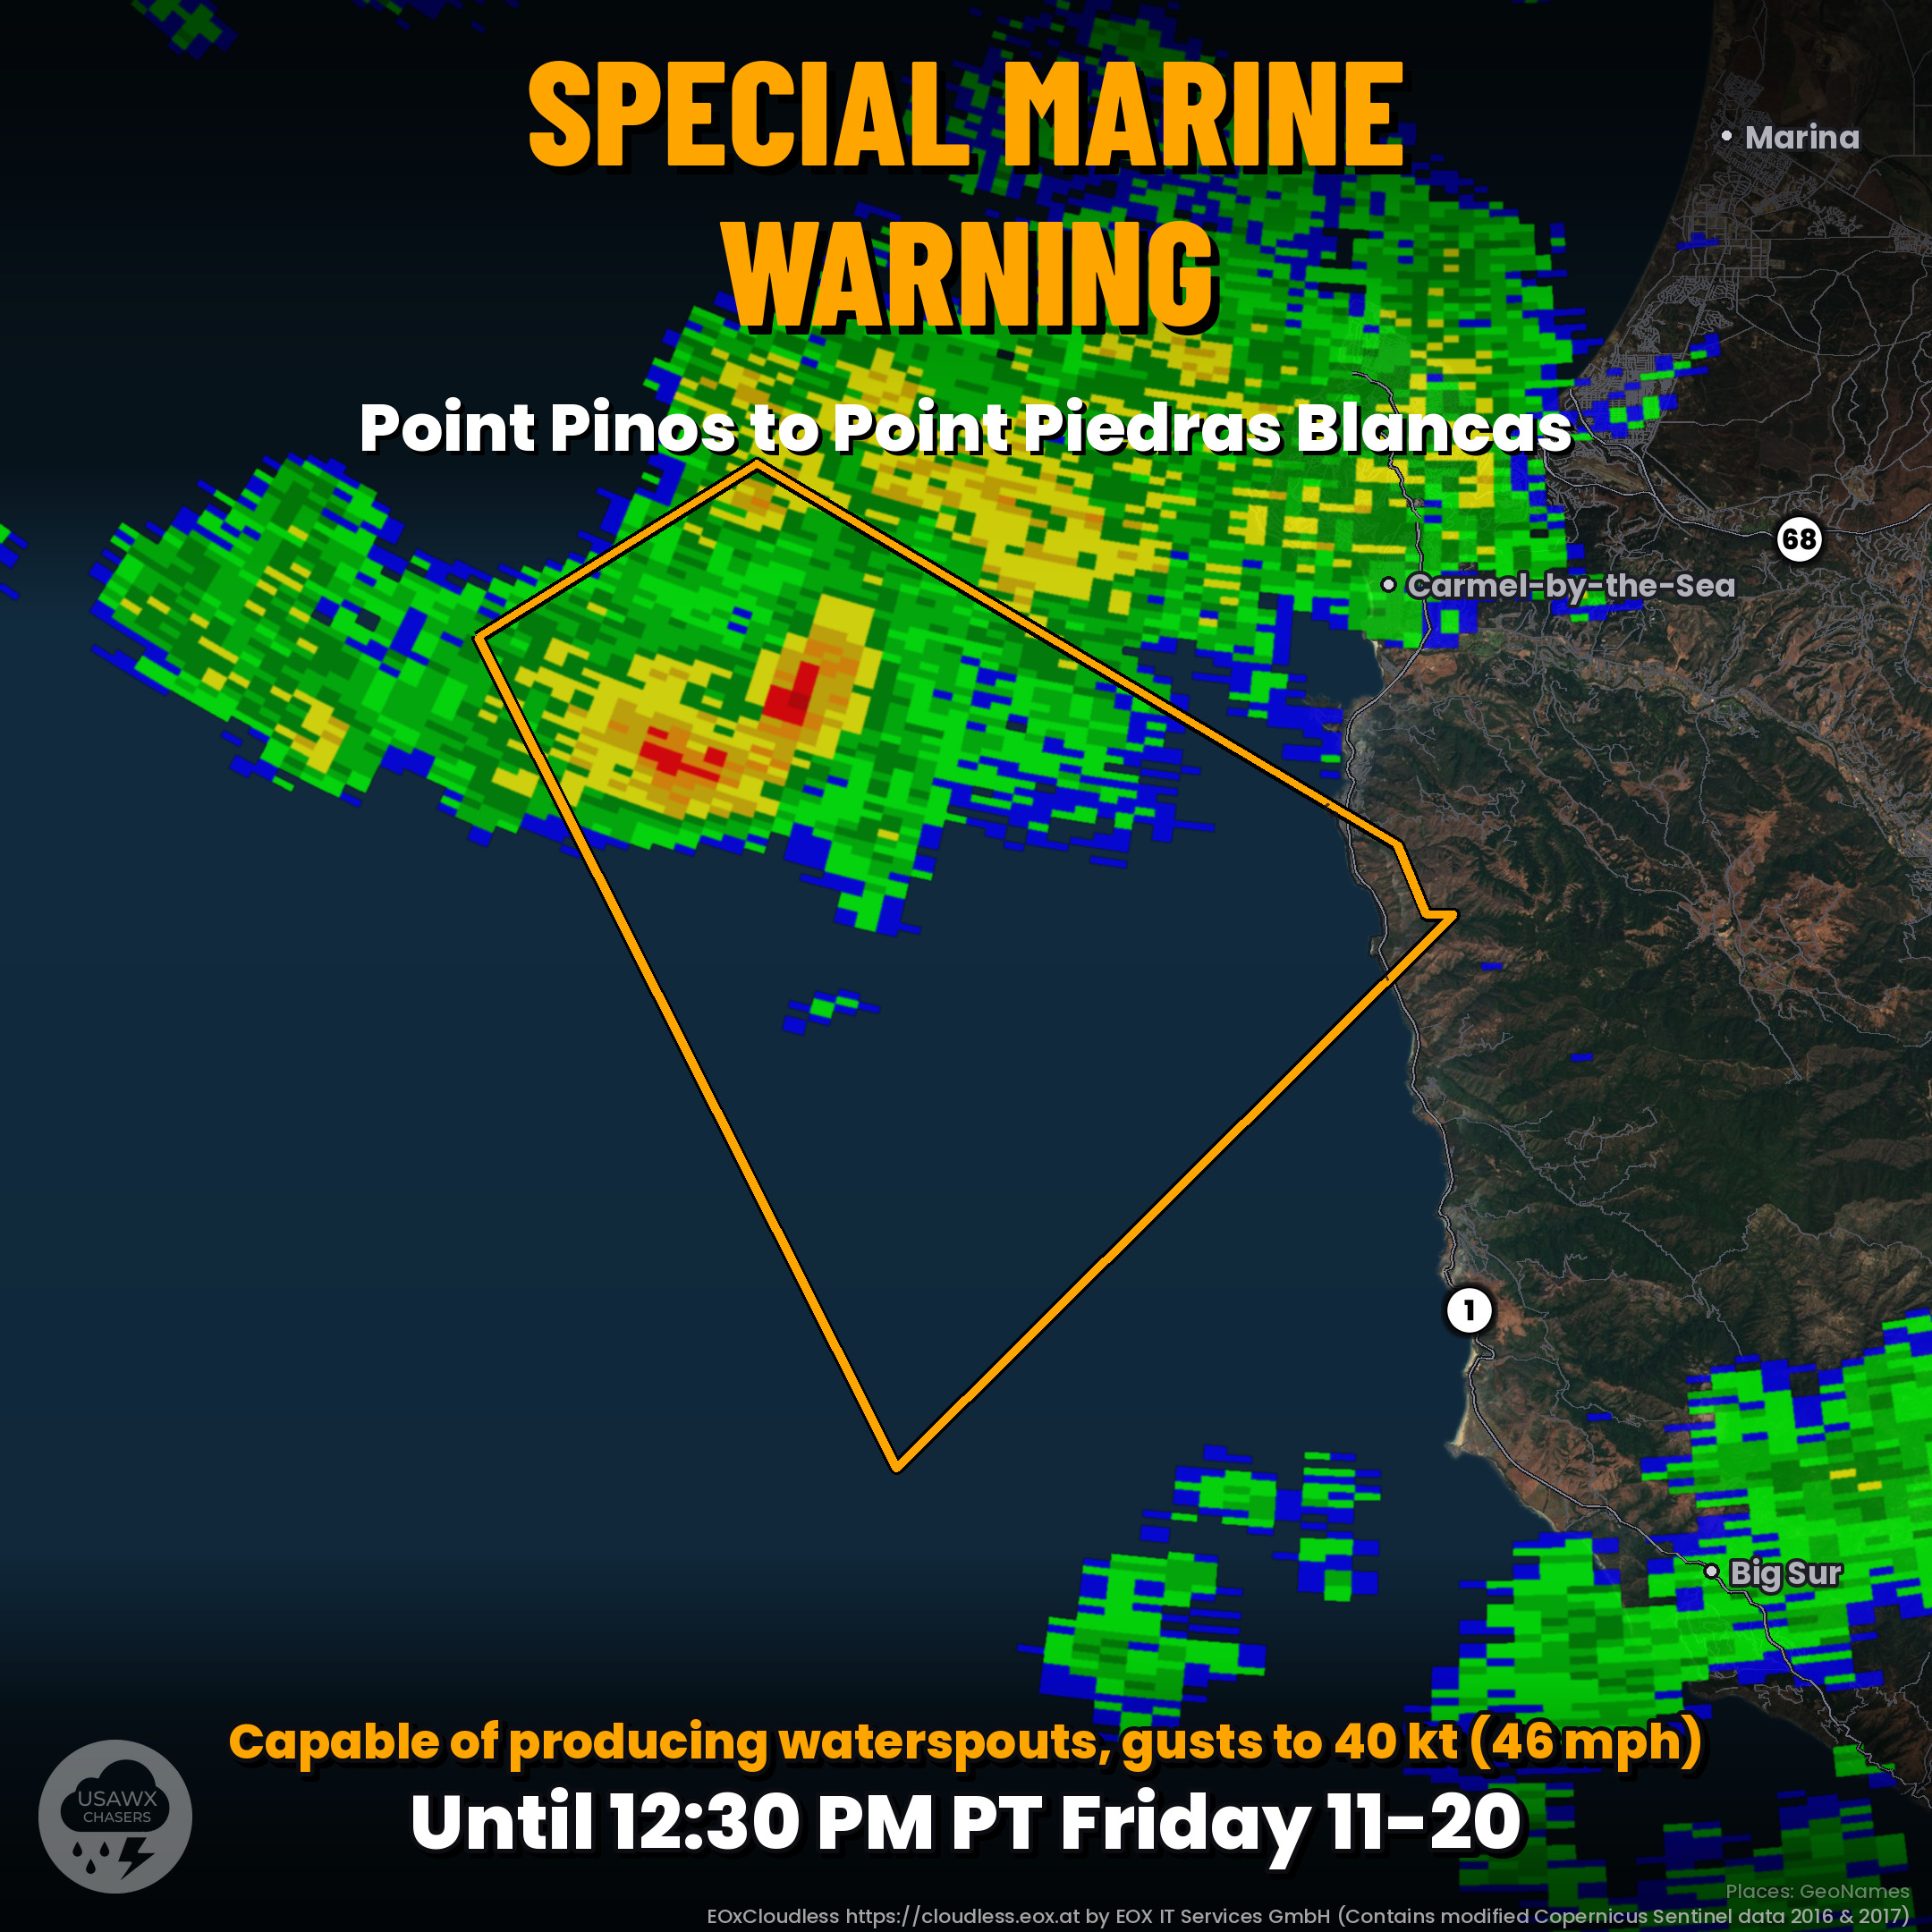 SPECIAL MARINE
WARNING
Marina
Point Pinos to Point Piedras Blancas
68
Carmel-by-the-Sea
1
Big Sur
Capable of producing waterspouts, gusts to 40 kt (46 mph)
Until 12:30 PM PT Friday 11-20
USAWX
CHASERS
Places: GeoNames
EOxCloudless https://cloudless.eox.at by EOX IT Services GmbH (Contains modified Copernicus Sentinel data 2016 & 2017)